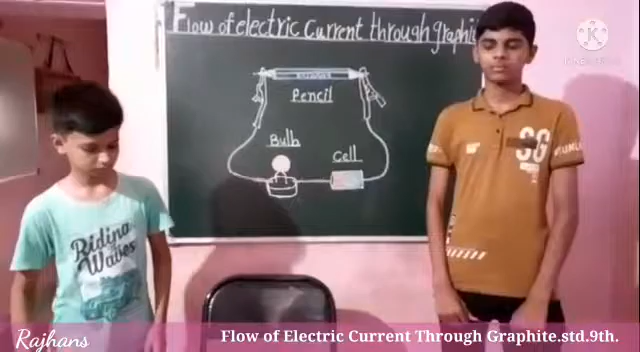 Flow of electric current through graphite
Pencil
Bulb
Cell
Riding
Waves
SG
Rajhans
Flow of Electric Current Through Graphite.std.9th.